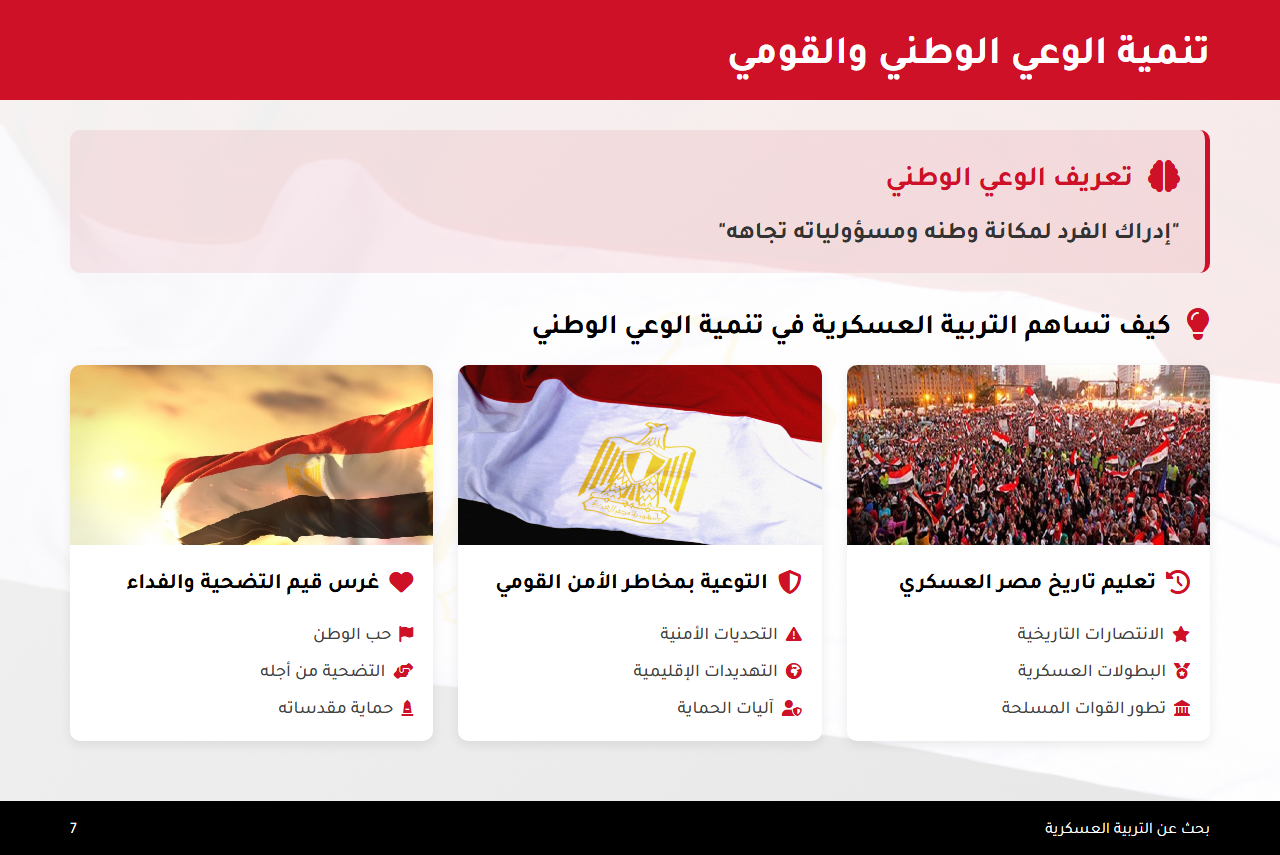 تنمية الوعي الوطني والقومي
تعريف الوعي الوطني
"إدراك الفرد لمكانة وطنه ومسؤولياته تجاهه"
كيف تساهم التربية العسكرية في تنمية الوعي الوطني
تعليم تاريخ مصر العسكري
الانتصارات التاريخية
البطولات العسكرية
تطور القوات المسلحة
التوعية بمخاطر الأمن القومي
التحديات الأمنية
التهديدات الإقليمية
آليات الحماية
غرس قيم التضحية والفداء
حب الوطن
التضحية من أجله
حماية مقدساته
بحث عن التربية العسكرية
7